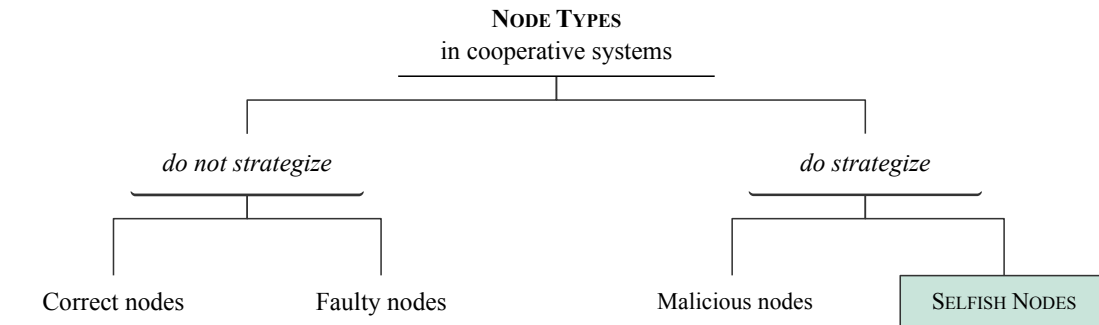 NODE TYPES
in cooperative systems
do not strategize
do strategize
Correct nodes
Faulty nodes
Malicious nodes
SELFISH NODES